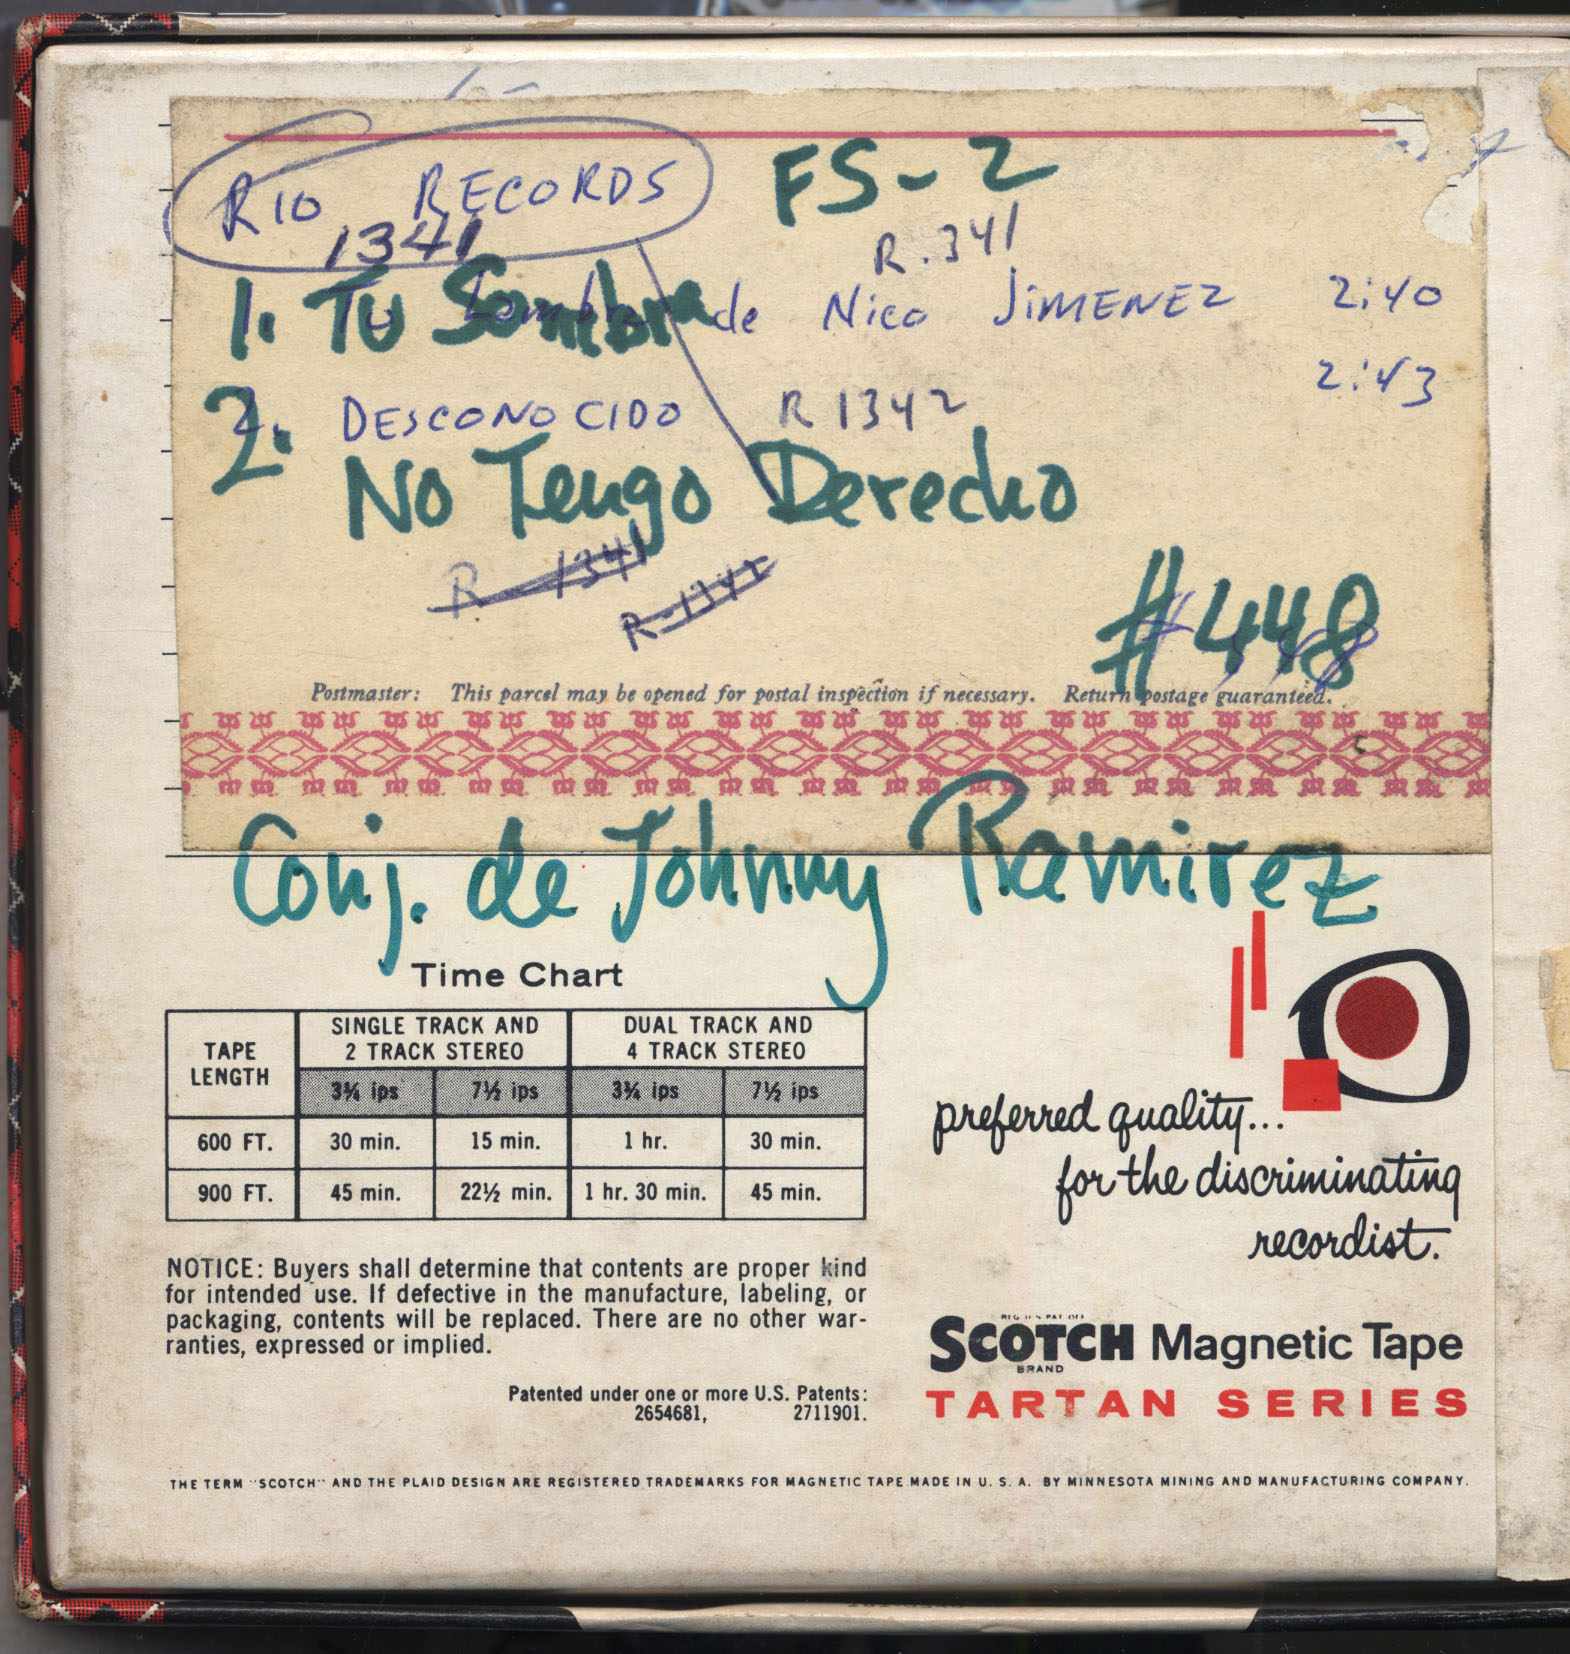 RIO RECORDS FS-2
1341 R.341
1. Tu Sombra de Nico JIMENEZ 2:40
2:43
2. DESCONOCIDO R1342
No Tengo Derecho
R-1341
R-1342
#448
Postmaster: This parcel may be opened for postal inspection if necessary. Return postage guaranteed.
Conj. de Johnny Ramirez
Time Chart
TAPE LENGTH SINGLE TRACK AND 2 TRACK STEREO DUAL TRACK AND 4 TRACK STEREO
3¾ ips 7½ ips 3¾ ips 7½ ips
600 FT. 30 min. 15 min. 1 hr. 30 min.
900 FT. 45 min. 22½ min. 1 hr. 30 min. 45 min.
preferred quality...
for the discriminating
recordist.
NOTICE: Buyers shall determine that contents are proper kind
for intended use. If defective in the manufacture, labeling, or
packaging, contents will be replaced. There are no other war-
ranties, expressed or implied.
Patented under one or more U.S. Patents:
2654681, 2711901.
REG. U.S. PAT. OFF.
SCOTCH Magnetic Tape
BRAND
TARTAN SERIES
THE TERM "SCOTCH" AND THE PLAID DESIGN ARE REGISTERED TRADEMARKS FOR MAGNETIC TAPE MADE IN U. S. A. BY MINNESOTA MINING AND MANUFACTURING COMPANY.